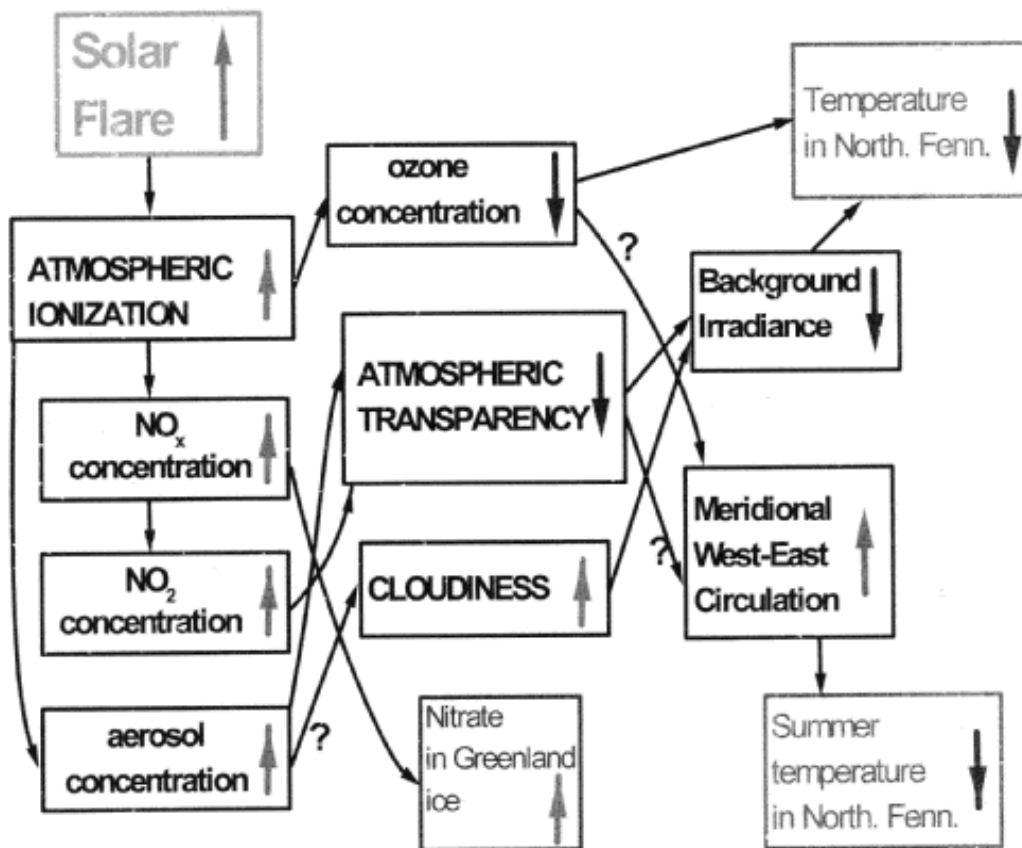 Solar
Flare
Temperature
in North. Fenn.
ozone
concentration
?
ATMOSPHERIC
IONIZATION
Background
Irradiance
ATMOSPHERIC
TRANSPARENCY
NOx
concentration
Meridional
West-East
Circulation
?
NO2
concentration
CLOUDINESS
aerosol
concentration
?
Nitrate
in Greenland
ice
Summer
temperature
in North. Fenn.